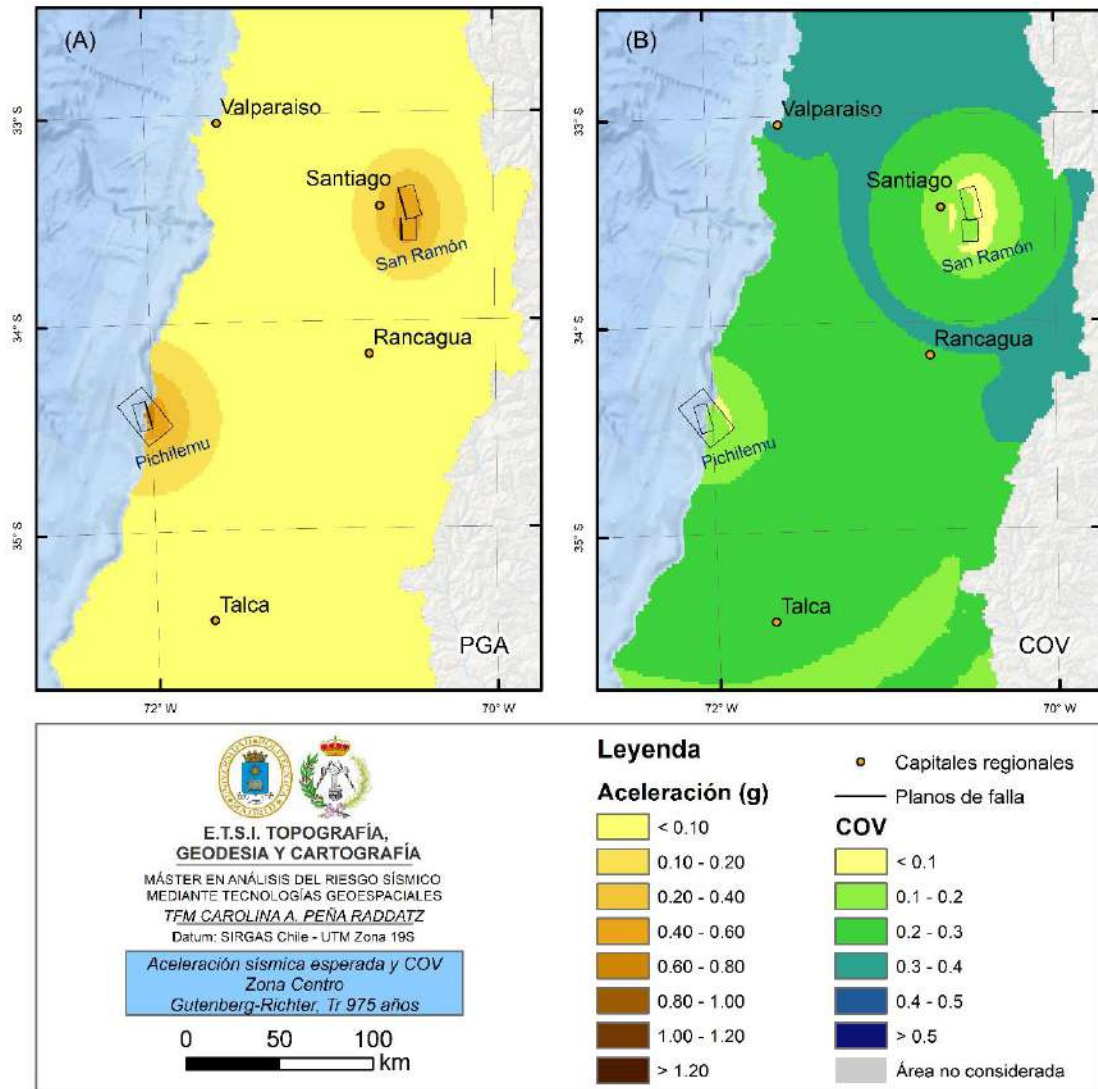 (A)
33° S
34° S
35° S
Valparaiso
Santiago
San Ramón
Rancagua
Pichilemu
Talca
PGA
72° W
70° W
(B)
33° S
34° S
35° S
Valparaiso
Santiago
San Ramón
Rancagua
Pichilemu
Talca
COV
72° W
70° W
E.T.S.I. TOPOGRAFÍA,
GEODESIA Y CARTOGRAFÍA
MÁSTER EN ANÁLISIS DEL RIESGO SÍSMICO
MEDIANTE TECNOLOGÍAS GEOESPACIALES
TFM CAROLINA A. PEÑA RADDATZ
Datum: SIRGAS Chile - UTM Zona 19S
Aceleración sísmica esperada y COV
Zona Centro
Gutenberg-Richter, Tr 975 años
0 50 100
km
Leyenda
Aceleración (g)
< 0.10
0.10 - 0.20
0.20 - 0.40
0.40 - 0.60
0.60 - 0.80
0.80 - 1.00
1.00 - 1.20
> 1.20
Capitales regionales
Planos de falla
COV
< 0.1
0.1 - 0.2
0.2 - 0.3
0.3 - 0.4
0.4 - 0.5
> 0.5
Área no considerada